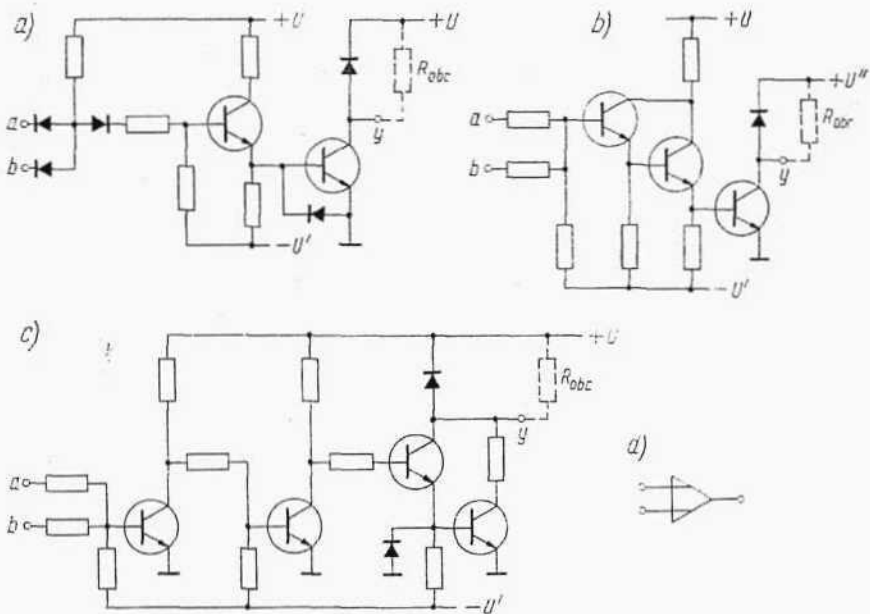 a)
+U
+U
R_obc
a
b
y
−U'
b)
+U
+U"
R_obc
a
b
y
−U'
c)
+U
R_obc
y
a
b
−U'
d)